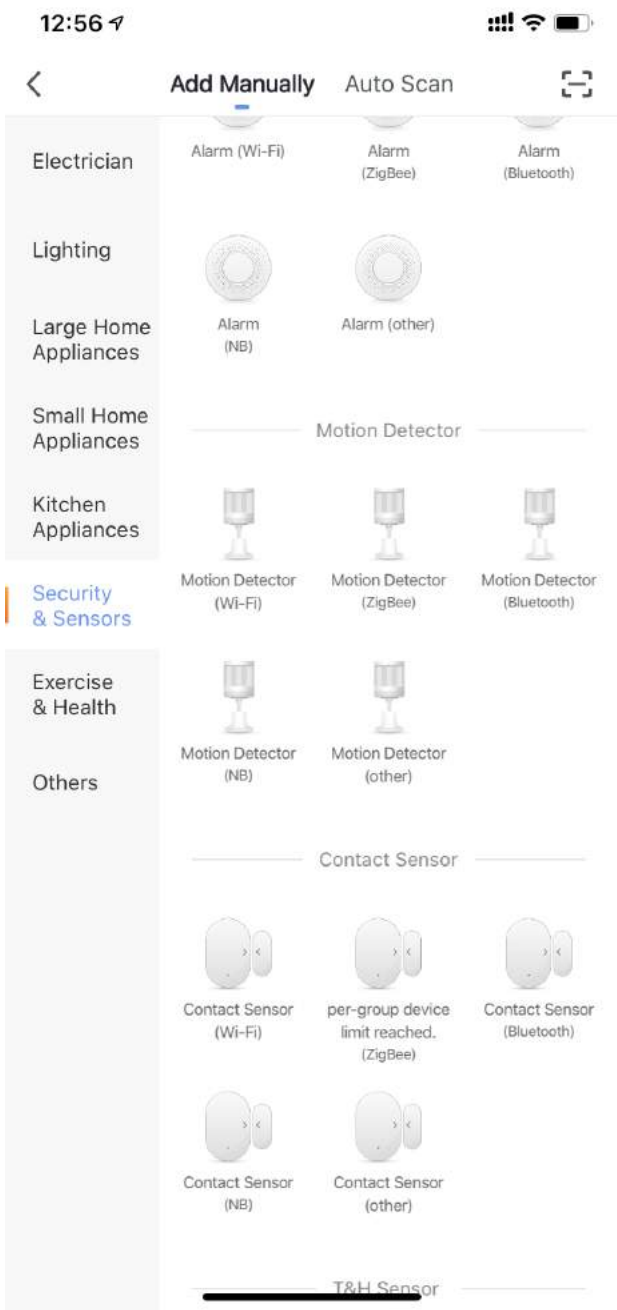 12:56
Add Manually Auto Scan
Electrician
Lighting
Large Home
Appliances
Small Home
Appliances
Kitchen
Appliances
Security
& Sensors
Exercise
& Health
Others
Alarm (Wi-Fi)
Alarm
(ZigBee)
Alarm
(Bluetooth)
Alarm
(NB)
Alarm (other)
Motion Detector
Motion Detector
(Wi-Fi)
Motion Detector
(ZigBee)
Motion Detector
(Bluetooth)
Motion Detector
(NB)
Motion Detector
(other)
Contact Sensor
Contact Sensor
(Wi-Fi)
per-group device
limit reached.
(ZigBee)
Contact Sensor
(Bluetooth)
Contact Sensor
(NB)
Contact Sensor
(other)
T&H Sensor